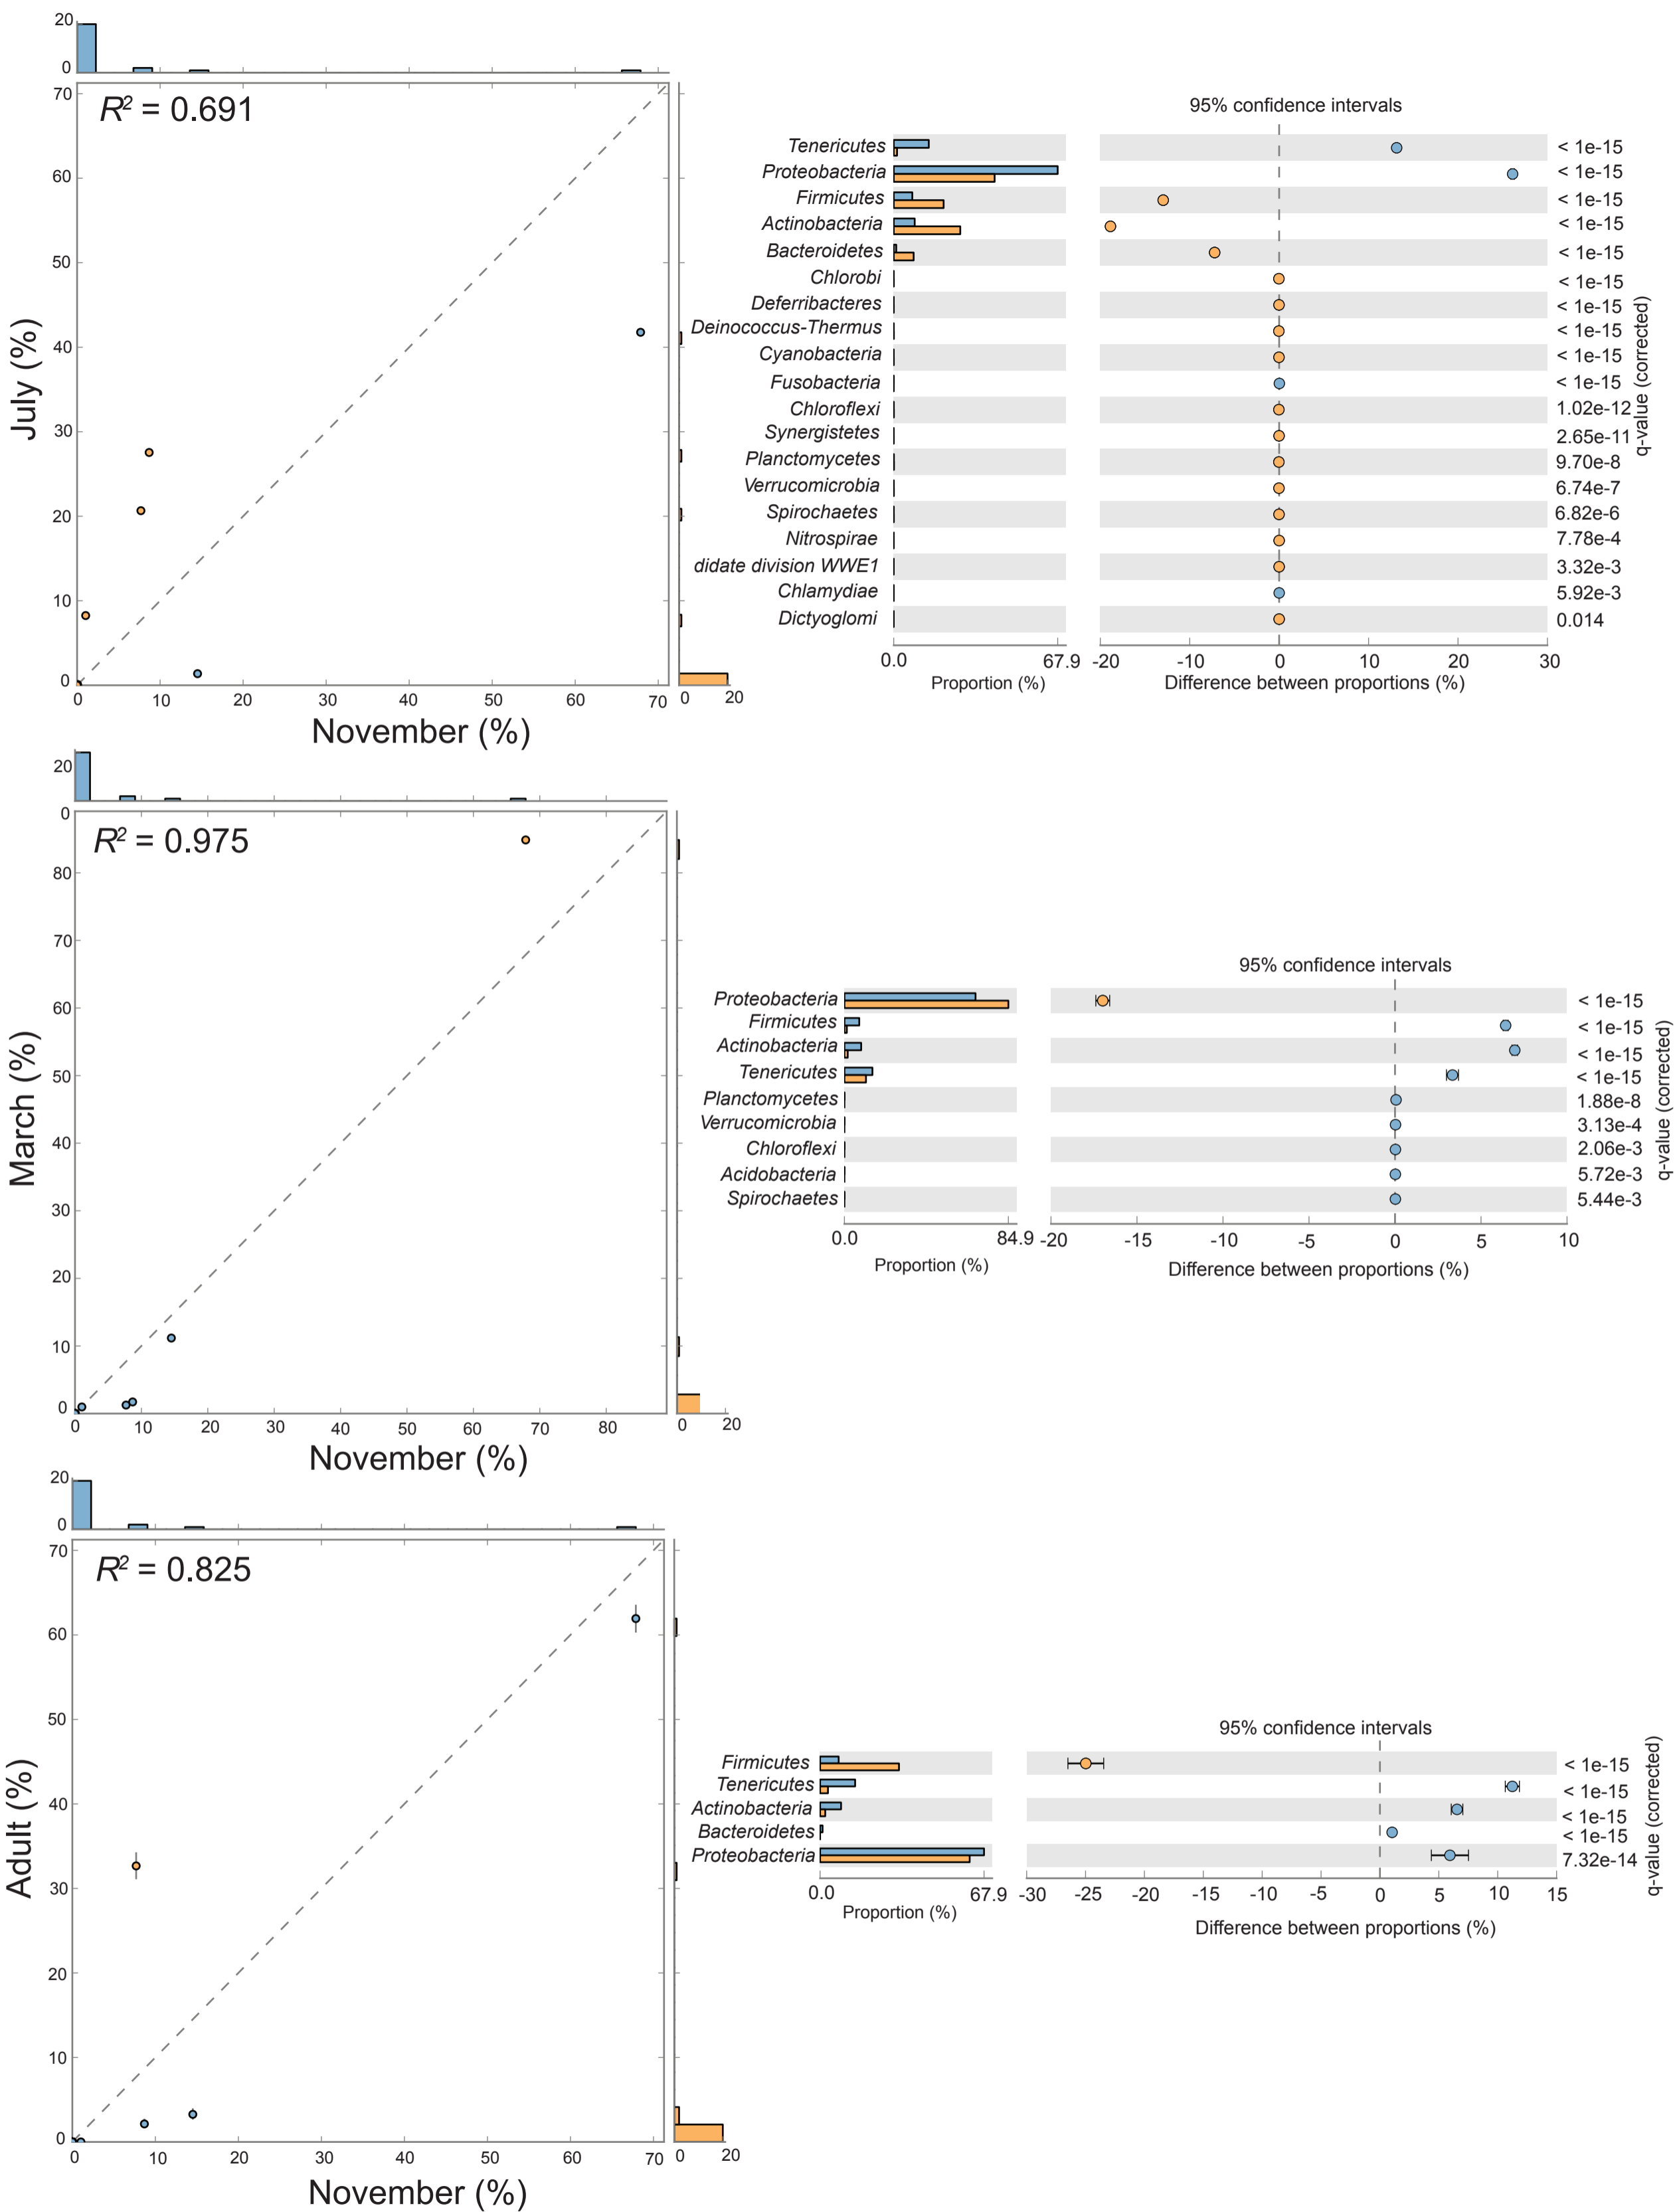 20
0
70
R² = 0.691
60
50
40
30
20
10
0
July (%)
0 10 20 30 40 50 60 70
0 20
November (%)
95% confidence intervals
Tenericutes < 1e-15
Proteobacteria < 1e-15
Firmicutes < 1e-15
Actinobacteria < 1e-15
Bacteroidetes < 1e-15
Chlorobi < 1e-15
Deferribacteres < 1e-15
Deinococcus-Thermus < 1e-15
Cyanobacteria < 1e-15
Fusobacteria < 1e-15
Chloroflexi 1.02e-12
Synergistetes 2.65e-11
Planctomycetes 9.70e-8
Verrucomicrobia 6.74e-7
Spirochaetes 6.82e-6
Nitrospirae 7.78e-4
didate division WWE1 3.32e-3
Chlamydiae 5.92e-3
Dictyoglomi 0.014
q-value (corrected)
0.0 67.9 -20 -10 0 10 20 30
Proportion (%) Difference between proportions (%)
20
0
R² = 0.975
80
70
60
50
40
30
20
10
0
March (%)
0 10 20 30 40 50 60 70 80
0 20
November (%)
95% confidence intervals
Proteobacteria < 1e-15
Firmicutes < 1e-15
Actinobacteria < 1e-15
Tenericutes < 1e-15
Planctomycetes 1.88e-8
Verrucomicrobia 3.13e-4
Chloroflexi 2.06e-3
Acidobacteria 5.72e-3
Spirochaetes 5.44e-3
q-value (corrected)
0.0 84.9 -20 -15 -10 -5 0 5 10
Proportion (%) Difference between proportions (%)
20
0
70
R² = 0.825
60
50
40
30
20
10
0
Adult (%)
0 10 20 30 40 50 60 70
0 20
November (%)
95% confidence intervals
Firmicutes < 1e-15
Tenericutes < 1e-15
Actinobacteria < 1e-15
Bacteroidetes < 1e-15
Proteobacteria 7.32e-14
q-value (corrected)
0.0 67.9 -30 -25 -20 -15 -10 -5 0 5 10 15
Proportion (%) Difference between proportions (%)